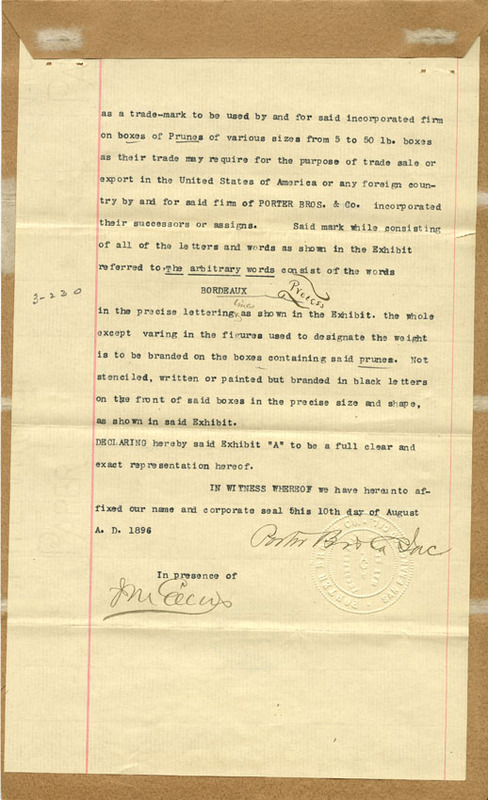 as a trade-mark to be used by and for said incorporated firm
on boxes of Prunes of various sizes from 5 to 50 lb. boxes
as their trade may require for the purpose of trade sale or
export in the United States of America or any foreign coun-
try by and for said firm of PORTER BROS. & Co. incorporated
their successors or assigns. Said mark while consisting
of all of the letters and words as shown in the Exhibit
referred to, the arbitrary words consist of the words
3-230
BORDEAUX Process
lines
in the precise lettering, as shown in the Exhibit. the whole
except varing in the figures used to designate the weight
is to be branded on the boxes containing said prunes. Not
stenciled, written or painted but branded in black letters
on the front of said boxes in the precise size and shape,
as shown in said Exhibit.
DECLARING hereby said Exhibit "A" to be a full clear and
exact representation hereof.
IN WITNESS WHEREOF we have hereunto af-
fixed our name and corporate seal this 10th day of August
A. D. 1896
Porter Bros Co Inc
In presence of